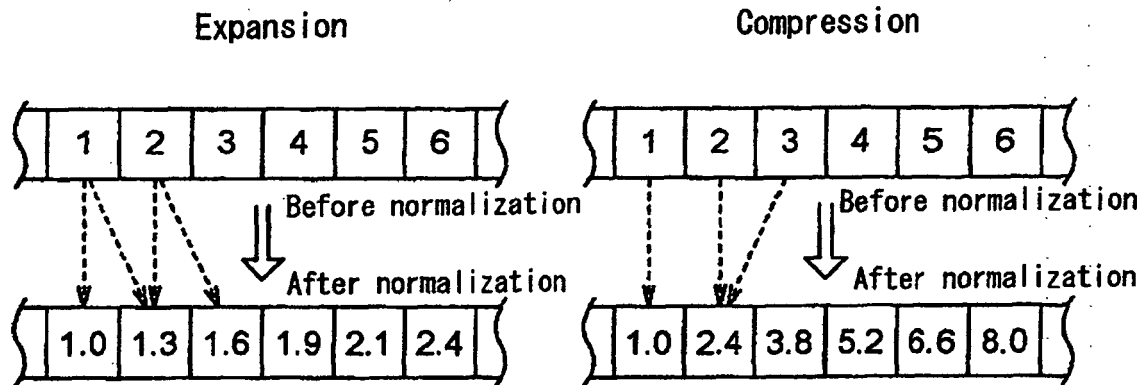 Expansion
Compression
1 2 3 4 5 6
1 2 3 4 5 6
Before normalization
Before normalization
After normalization
After normalization
1.0 1.3 1.6 1.9 2.1 2.4
1.0 2.4 3.8 5.2 6.6 8.0